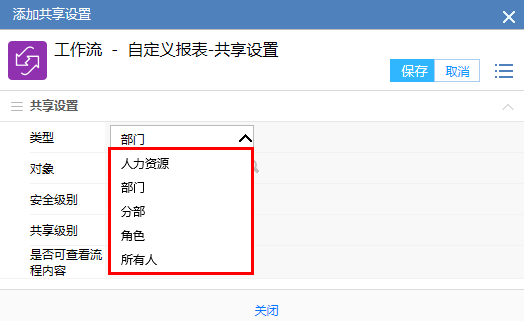 添加共享设置
工作流 - 自定义报表-共享设置
保存 取消
共享设置
类型 部门
人力资源
对象
部门
安全级别
分部
共享级别
角色
是否可查看流
程内容
所有人
关闭